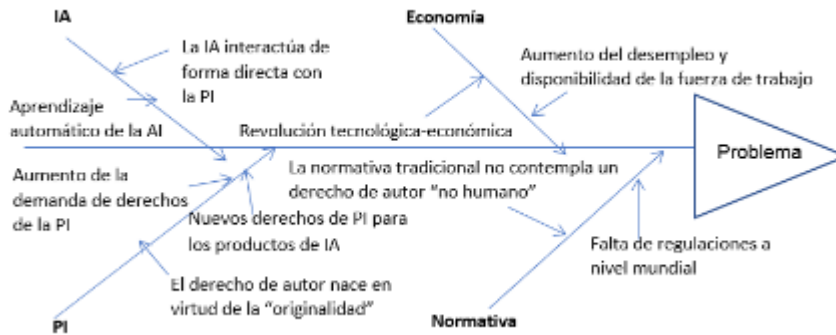 IA
Economía
La IA interactúa de
forma directa con
la PI
Aumento del desempleo y
disponibilidad de la fuerza de trabajo
Aprendizaje
automático de la AI
Revolución tecnológica-económica
Problema
Aumento de la
demanda de derechos
de la PI
La normativa tradicional no contempla un
derecho de autor “no humano”
Nuevos derechos de PI para
los productos de IA
Falta de regulaciones a
nivel mundial
El derecho de autor nace en
virtud de la “originalidad”
PI
Normativa